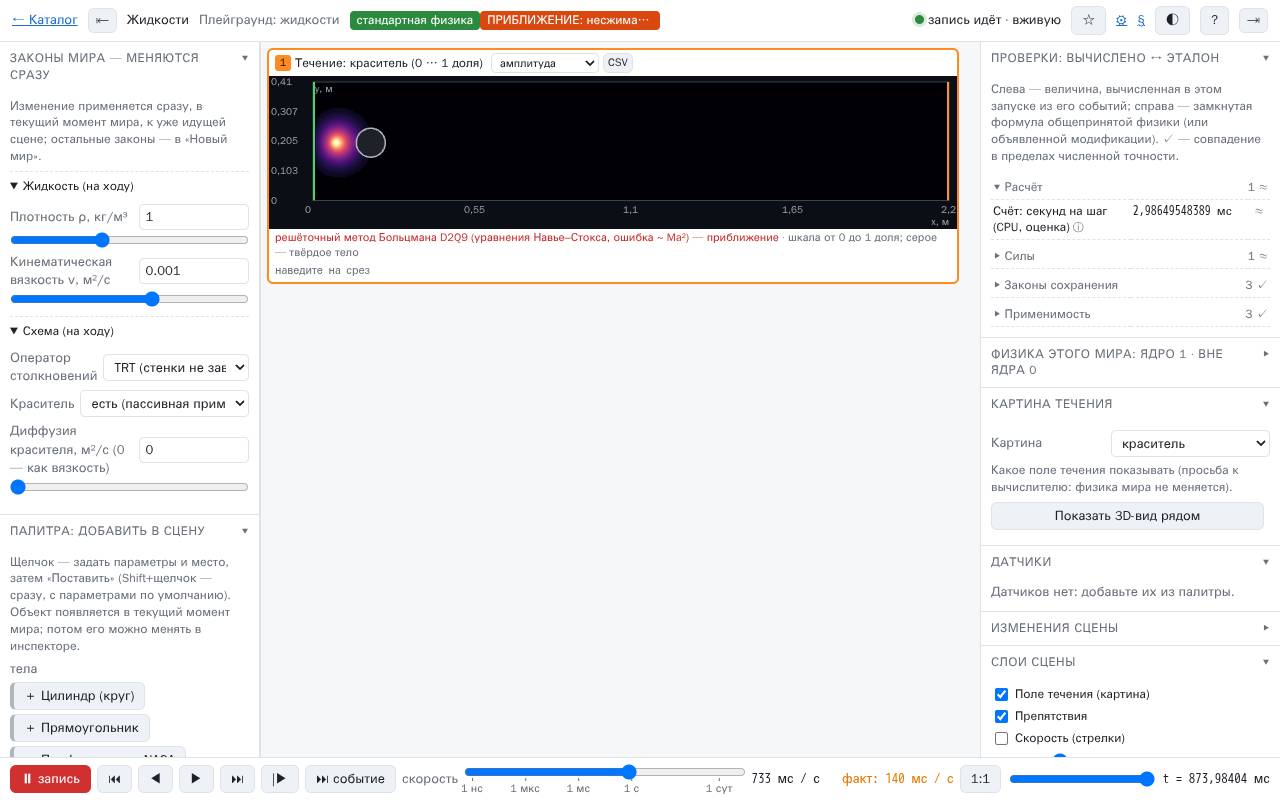 ← Каталог
⇤
Жидкости
Плейграунд: жидкости
стандартная физика
ПРИБЛИЖЕНИЕ: несжима⋯
запись идёт · вживую
☆
⚙
§
◐
?
⇥
ЗАКОНЫ МИРА — МЕНЯЮТСЯ
СРАЗУ
Изменение применяется сразу, в
текущий момент мира, к уже идущей
сцене; остальные законы — в «Новый
мир».
Жидкость (на ходу)
Плотность ρ, кг/м³
1
Кинематическая
вязкость ν, м²/с
0.001
Схема (на ходу)
Оператор
столкновений
TRT (стенки не зав
Краситель
есть (пассивная прим
Диффузия
красителя, м²/с (0
— как вязкость)
0
ПАЛИТРА: ДОБАВИТЬ В СЦЕНУ
Щелчок — задать параметры и место,
затем «Поставить» (Shift+щелчок —
сразу, с параметрами по умолчанию).
Объект появляется в текущий момент
мира; потом его можно менять в
инспекторе.
тела
+ Цилиндр (круг)
+ Прямоугольник
1
Течение: краситель (0 ⋯ 1 доля)
амплитуда
CSV
0,41
y, м
0,307
0,205
0,103
0
0
0,55
1,1
1,65
2,2
x, м
решёточный метод Больцмана D2Q9 (уравнения Навье–Стокса, ошибка ~ Ma²) — приближение · шкала от 0 до 1 доля; серое
— твёрдое тело
наведите на срез
ПРОВЕРКИ: ВЫЧИСЛЕНО ↔ ЭТАЛОН
Слева — величина, вычисленная в этом
запуске из его событий; справа — замкнутая
формула общепринятой физики (или
объявленной модификации). ✓ — совпадение
в пределах численной точности.
Расчёт
1 ≈
Счёт: секунд на шаг
(CPU, оценка) ⓘ
2,98649548389 мс
≈
Силы
1 ≈
Законы сохранения
3 ✓
Применимость
3 ✓
ФИЗИКА ЭТОГО МИРА: ЯДРО 1 · ВНЕ
ЯДРА 0
КАРТИНА ТЕЧЕНИЯ
Картина
краситель
Какое поле течения показывать (просьба к
вычислителю: физика мира не меняется).
Показать 3D-вид рядом
ДАТЧИКИ
Датчиков нет: добавьте их из палитры.
ИЗМЕНЕНИЯ СЦЕНЫ
СЛОИ СЦЕНЫ
Поле течения (картина)
Препятствия
Скорость (стрелки)
⏸ запись
⏮
◀
▶
⏭
|▶
⏭ событие
скорость
1 нс
1 мкс
1 мс
1 с
1 сут
733 мс / с
факт: 140 мс / с
1:1
t = 873,98404 мс